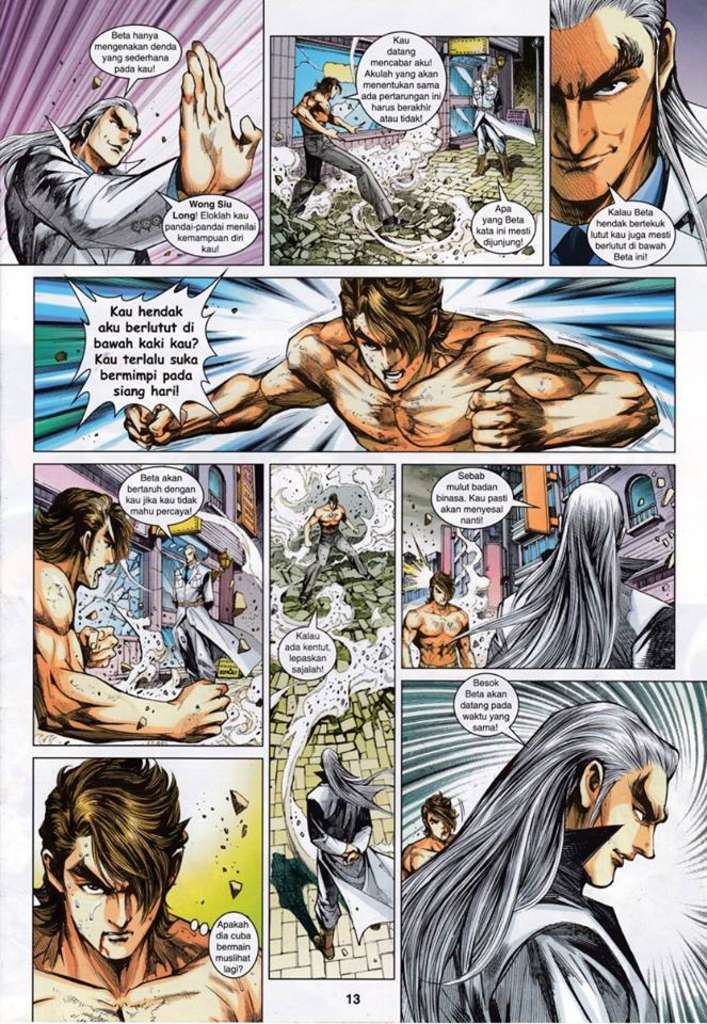 Beta hanya
mengenakan denda
yang sederhana
pada kau!
Wong Siu
Long! Eloklah kau
pandai-pandai menilai
kemampuan diri
kau!
Kau
datang
mencabar aku!
Akulah yang akan
menentukan sama
ada pertarungan ini
harus berakhir
atau tidak!
Apa
yang Beta
kata ini mesti
dijunjung!
Kalau Beta
hendak bertekuk
lutut kau juga mesti
berlutut di bawah
Beta ini!
Kau hendak
aku berlutut di
bawah kaki kau?
Kau terlalu suka
bermimpi pada
siang hari!
Beta akan
bertaruh dengan
kau jika kau tidak
mahu percaya!
Kalau
ada kentut,
lepaskan
sajalah!
Sebab
mulut badan
binasa. Kau pasti
akan menyesal
nanti!
Besok
Beta akan
datang pada
waktu yang
sama.
Apakah
dia cuba
bermain
muslihat
lagi?
13